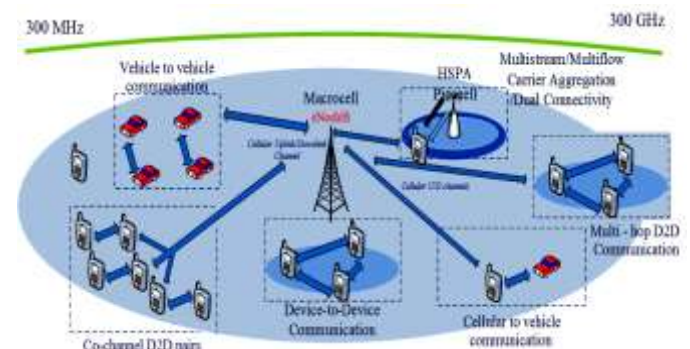 300 MHz
300 GHz
Multistream/Multiflow
Carrier Aggregation
/Dual Connectivity
Vehicle to vehicle
communication
HSPA
Picocell
Macrocell
eNodeB
Cellular Uplink/Downlink
Channel
Cellular U/D channels
Multi - hop D2D
Communication
Device-to-Device
Communication
Cellular to vehicle
communication
Co-channel D2D pairs